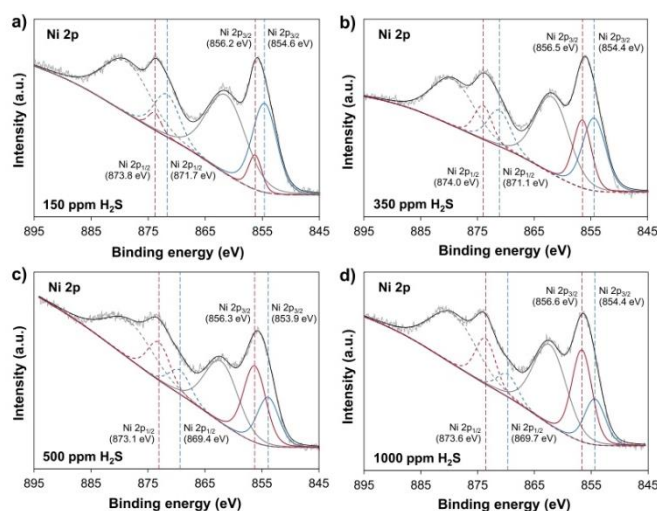 a)
Ni 2p
Ni 2p3/2
(856.2 eV)
Ni 2p3/2
(854.6 eV)
Ni 2p1/2
(873.8 eV)
Ni 2p1/2
(871.7 eV)
150 ppm H2S
Intensity (a.u.)
895 885 875 865 855 845
Binding energy (eV)
b)
Ni 2p
Ni 2p3/2
(856.5 eV)
Ni 2p3/2
(854.4 eV)
Ni 2p1/2
(874.0 eV)
Ni 2p1/2
(871.1 eV)
350 ppm H2S
Intensity (a.u.)
895 885 875 865 855 845
Binding energy (eV)
c)
Ni 2p
Ni 2p3/2
(856.3 eV)
Ni 2p3/2
(853.9 eV)
Ni 2p1/2
(873.1 eV)
Ni 2p1/2
(869.4 eV)
500 ppm H2S
Intensity (a.u.)
895 885 875 865 855 845
Binding energy (eV)
d)
Ni 2p
Ni 2p3/2
(856.6 eV)
Ni 2p3/2
(854.4 eV)
Ni 2p1/2
(873.6 eV)
Ni 2p1/2
(869.7 eV)
1000 ppm H2S
Intensity (a.u.)
895 885 875 865 855 845
Binding energy (eV)